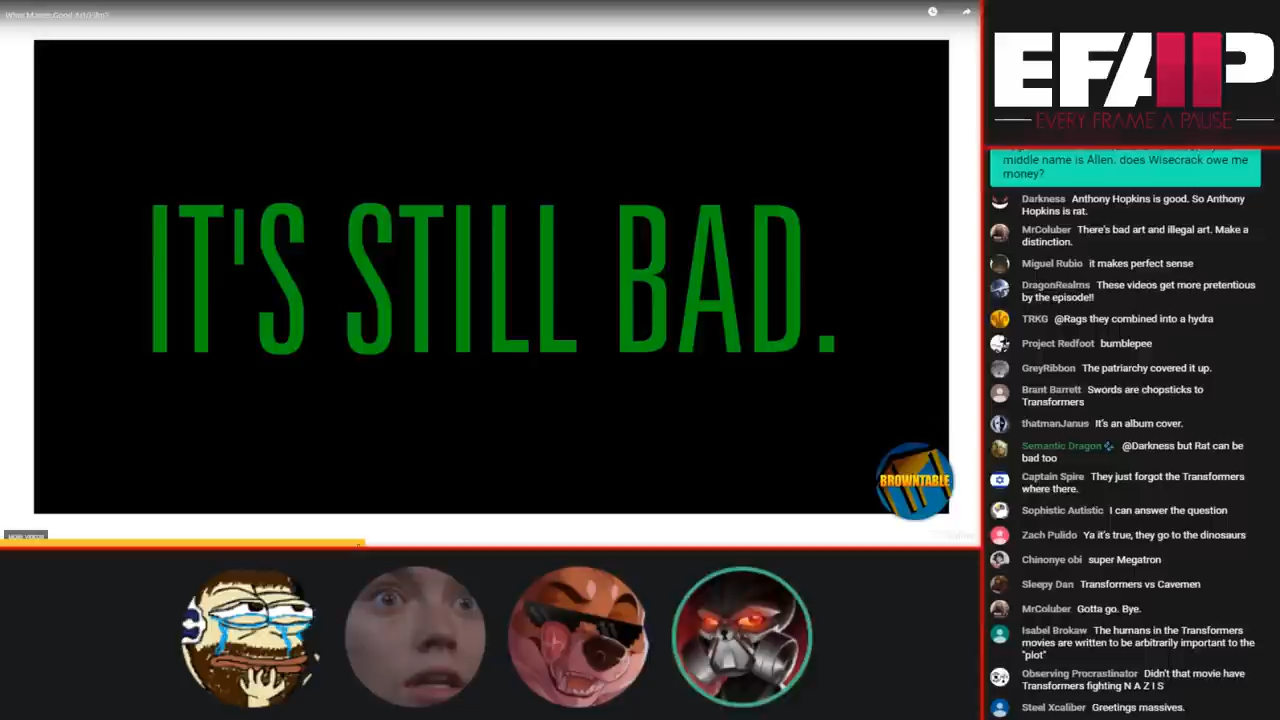 What Makes Good Art/Film?
IT'S STILL BAD.
BROWNTABLE
MORE VIDEOS
EFAP
EVERY FRAME A PAUSE
middle name is Allen. does Wisecrack owe me
money?
Darkness Anthony Hopkins is good. So Anthony
Hopkins is rat.
MrColuber There's bad art and illegal art. Make a
distinction.
Miguel Rubio it makes perfect sense
DragonRealms These videos get more pretentious
by the episode!!
TRKG @Rags they combined into a hydra
Project Redfoot bumblepee
GreyRibbon The patriarchy covered it up.
Brant Barrett Swords are chopsticks to
Transformers
thatmanJanus It's an album cover.
Semantic Dragon @Darkness but Rat can be
bad too
Captain Spire They just forgot the Transformers
where there.
Sophistic Autistic I can answer the question
Zach Pulido Ya it's true, they go to the dinosaurs
Chinonye obi super Megatron
Sleepy Dan Transformers vs Cavemen
MrColuber Gotta go. Bye.
Isabel Brokaw The humans in the Transformers
movies are written to be arbitrarily important to the
"plot"
Observing Procrastinator Didn't that movie have
Transformers fighting N A Z I S
Steel Xcaliber Greetings massives.